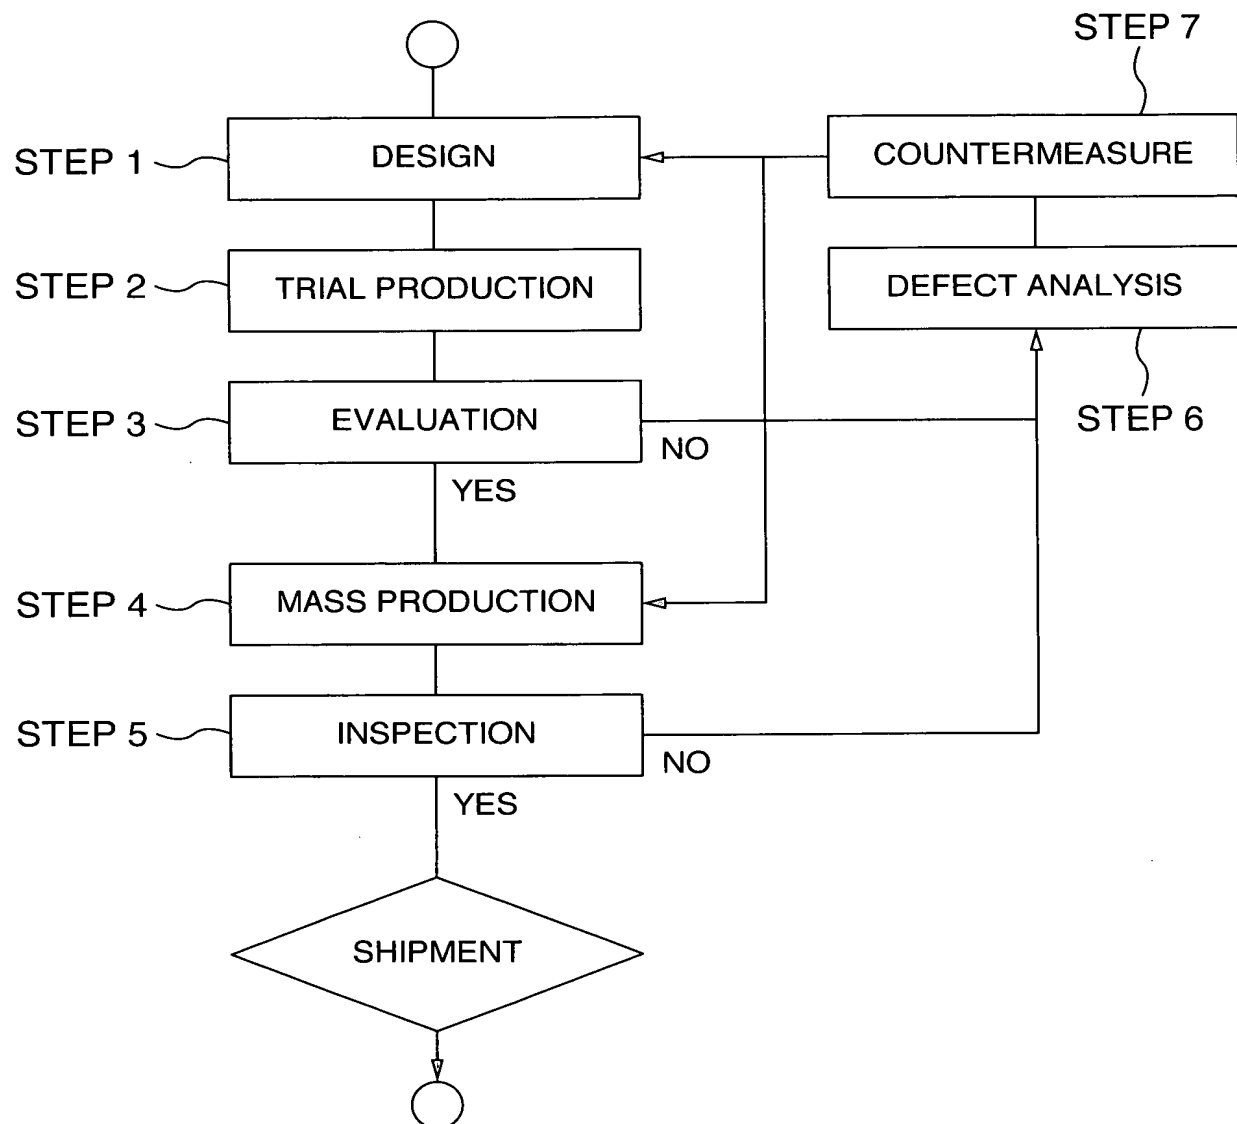 STEP 7
STEP 1
DESIGN
COUNTERMEASURE
STEP 2
TRIAL PRODUCTION
DEFECT ANALYSIS
STEP 3
EVALUATION
NO
STEP 6
YES
STEP 4
MASS PRODUCTION
STEP 5
INSPECTION
NO
YES
SHIPMENT